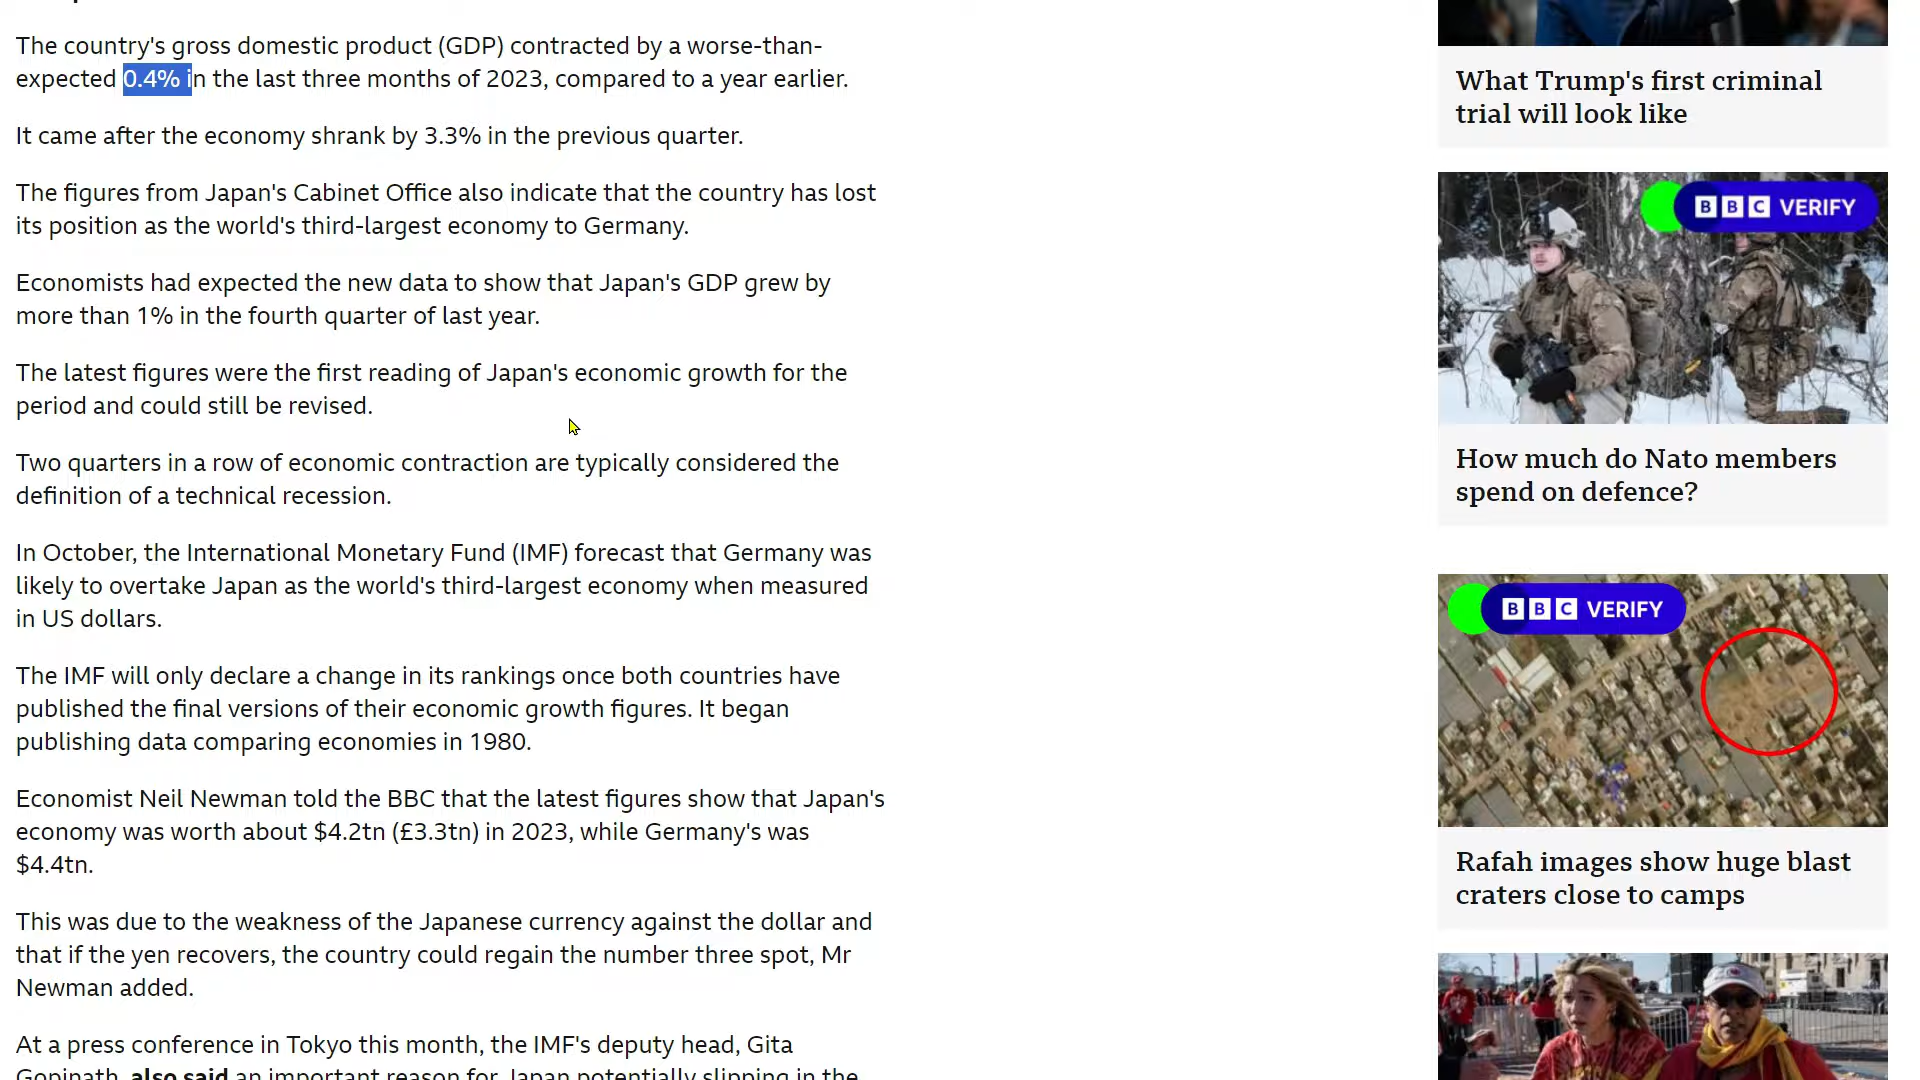 The country's gross domestic product (GDP) contracted by a worse-than-
expected 0.4% in the last three months of 2023, compared to a year earlier.
It came after the economy shrank by 3.3% in the previous quarter.
The figures from Japan's Cabinet Office also indicate that the country has lost
its position as the world's third-largest economy to Germany.
Economists had expected the new data to show that Japan's GDP grew by
more than 1% in the fourth quarter of last year.
The latest figures were the first reading of Japan's economic growth for the
period and could still be revised.
Two quarters in a row of economic contraction are typically considered the
definition of a technical recession.
In October, the International Monetary Fund (IMF) forecast that Germany was
likely to overtake Japan as the world's third-largest economy when measured
in US dollars.
The IMF will only declare a change in its rankings once both countries have
published the final versions of their economic growth figures. It began
publishing data comparing economies in 1980.
Economist Neil Newman told the BBC that the latest figures show that Japan's
economy was worth about $4.2tn (£3.3tn) in 2023, while Germany's was
$4.4tn.
This was due to the weakness of the Japanese currency against the dollar and
that if the yen recovers, the country could regain the number three spot, Mr
Newman added.
At a press conference in Tokyo this month, the IMF's deputy head, Gita
Gopinath, also said an important reason for Japan potentially slipping in the
What Trump's first criminal
trial will look like
BBC VERIFY
How much do Nato members
spend on defence?
BBC VERIFY
Rafah images show huge blast
craters close to camps